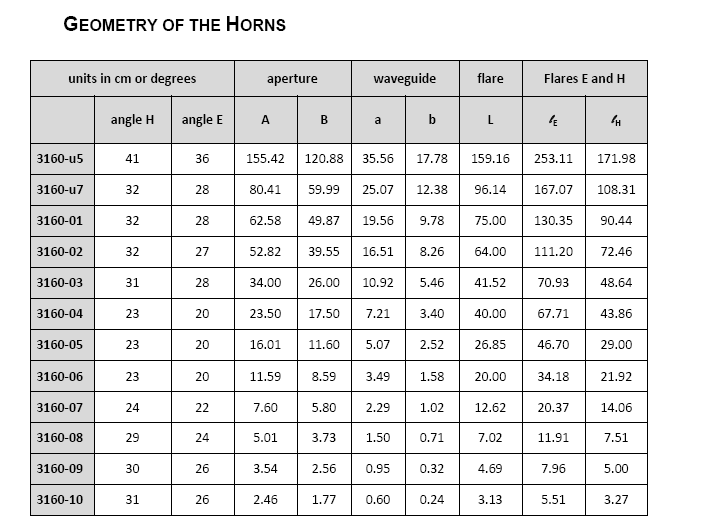 GEOMETRY OF THE HORNS
units in cm or degrees aperture waveguide flare Flares E and H
angle H angle E A B a b L ℓE ℓH
3160-u5 41 36 155.42 120.88 35.56 17.78 159.16 253.11 171.98
3160-u7 32 28 80.41 59.99 25.07 12.38 96.14 167.07 108.31
3160-01 32 28 62.58 49.87 19.56 9.78 75.00 130.35 90.44
3160-02 32 27 52.82 39.55 16.51 8.26 64.00 111.20 72.46
3160-03 31 28 34.00 26.00 10.92 5.46 41.52 70.93 48.64
3160-04 23 20 23.50 17.50 7.21 3.40 40.00 67.71 43.86
3160-05 23 20 16.01 11.60 5.07 2.52 26.85 46.70 29.00
3160-06 23 20 11.59 8.59 3.49 1.58 20.00 34.18 21.92
3160-07 24 22 7.60 5.80 2.29 1.02 12.62 20.37 14.06
3160-08 29 24 5.01 3.73 1.50 0.71 7.02 11.91 7.51
3160-09 30 26 3.54 2.56 0.95 0.32 4.69 7.96 5.00
3160-10 31 26 2.46 1.77 0.60 0.24 3.13 5.51 3.27